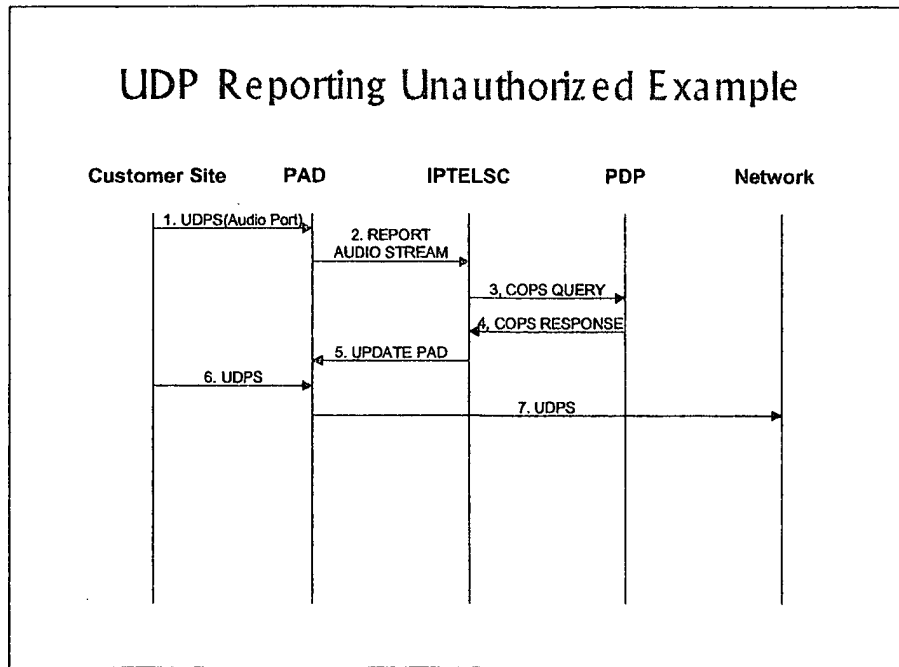 UDP Reporting Unauthorized Example
Customer Site PAD IPTELSC PDP Network
1. UDPS(Audio Port)
2. REPORT
AUDIO STREAM
3, COPS QUERY
4, COPS RESPONSE
5. UPDATE PAD
6. UDPS
7. UDPS